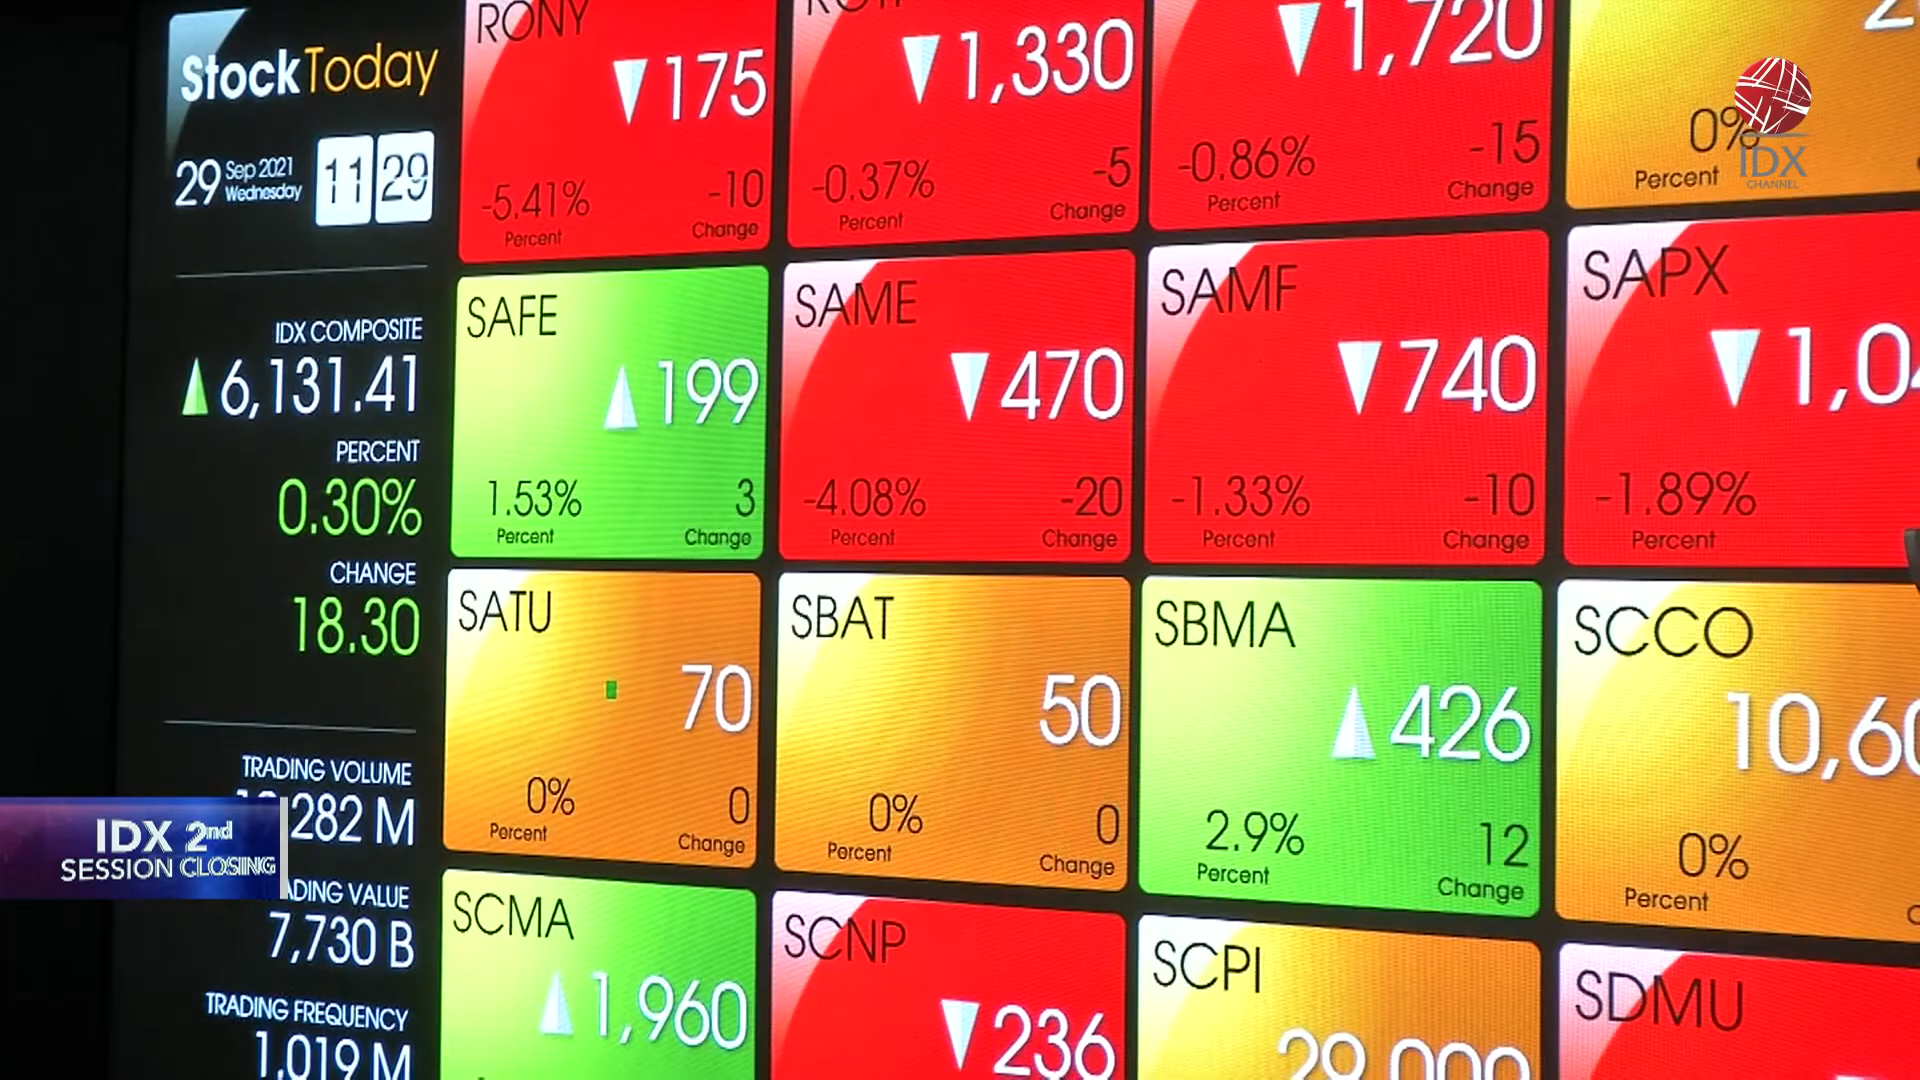 StockToday
29 Sep 2021 Wednesday 11 29
IDX COMPOSITE
6,131.41
PERCENT
0.30%
CHANGE
18.30
TRADING VOLUME
282 M
VALUE
7,730 B
TRADING FREQUENCY
1,019 M
IDX 2nd
SESSION CLOSING
RONY
175
-5.41% -10
Percent Change
1,330
-0.37% -5
Percent Change
1,720
-0.86% -15
Percent Change
0%
Percent
IDX
CHANNEL
SAFE
199
1.53% 3
Percent Change
SAME
470
-4.08% -20
Percent Change
SAMF
740
-1.33% -10
Percent Change
SAPX
-1.89%
Percent
SATU
70
0% 0
Percent Change
SBAT
50
0% 0
Percent Change
SBMA
426
2.9% 12
Percent Change
SCCO
0%
Percent
SCMA
1,960
SCNP
236
SCPI
29,000
SDMU